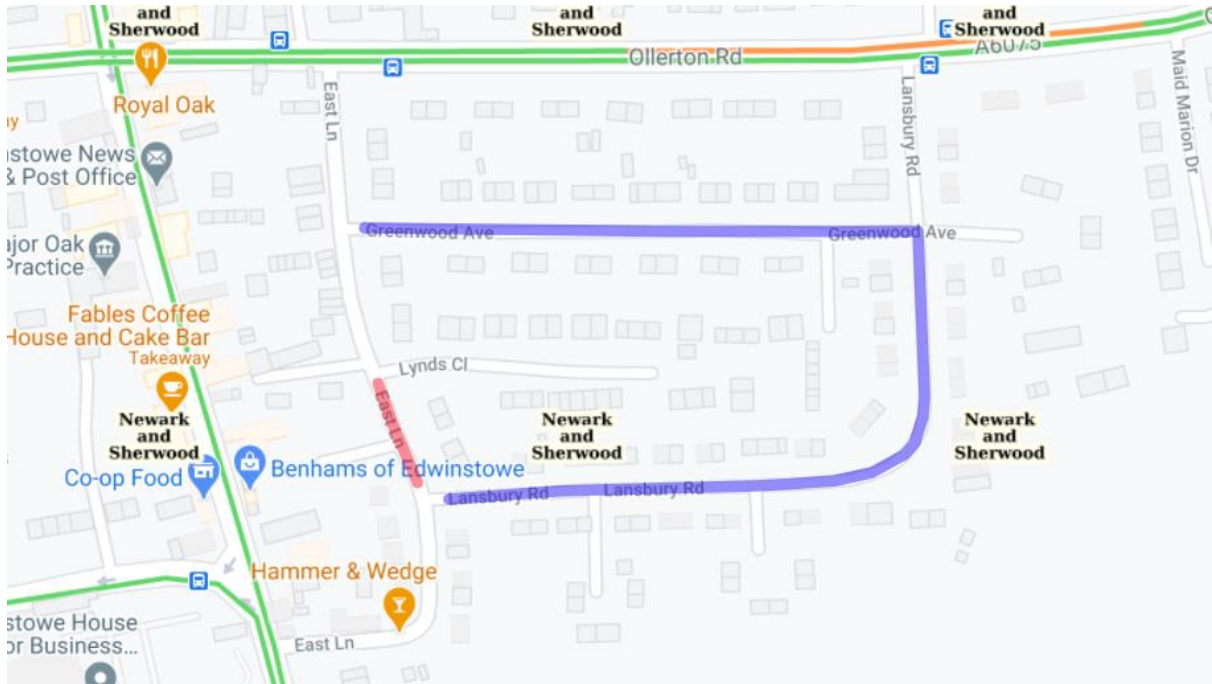 and
Sherwood
and
Sherwood
and
Sherwood
Ollerton Rd
A6075
Royal Oak
East Ln
Lansbury Rd
Maid Marion Dr
nstowe News
& Post Office
Greenwood Ave
Greenwood Ave
ajor Oak
Practice
Fables Coffee
House and Cake Bar
Takeaway
Lynds Cl
East Ln
Newark
and
Sherwood
Newark
and
Sherwood
Newark
and
Sherwood
Co-op Food
Benhams of Edwinstowe
Lansbury Rd
Lansbury Rd
Hammer & Wedge
East Ln
stowe House
or Business...